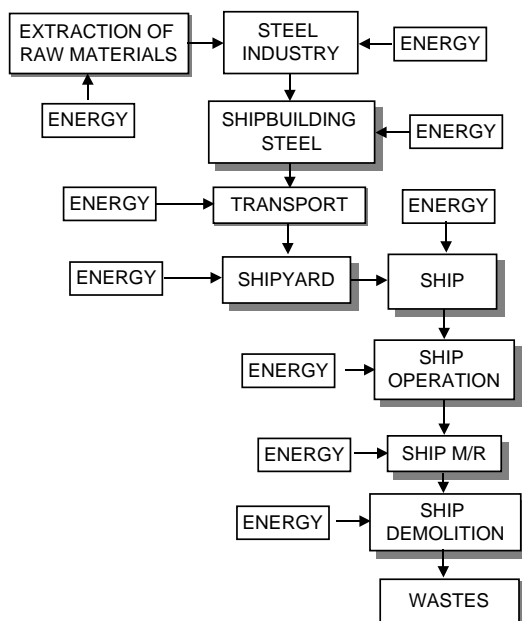 EXTRACTION OF
RAW MATERIALS
STEEL
INDUSTRY
ENERGY
ENERGY
SHIPBUILDING
STEEL
ENERGY
ENERGY
TRANSPORT
ENERGY
ENERGY
SHIPYARD
SHIP
ENERGY
SHIP
OPERATION
ENERGY
SHIP M/R
ENERGY
SHIP
DEMOLITION
WASTES